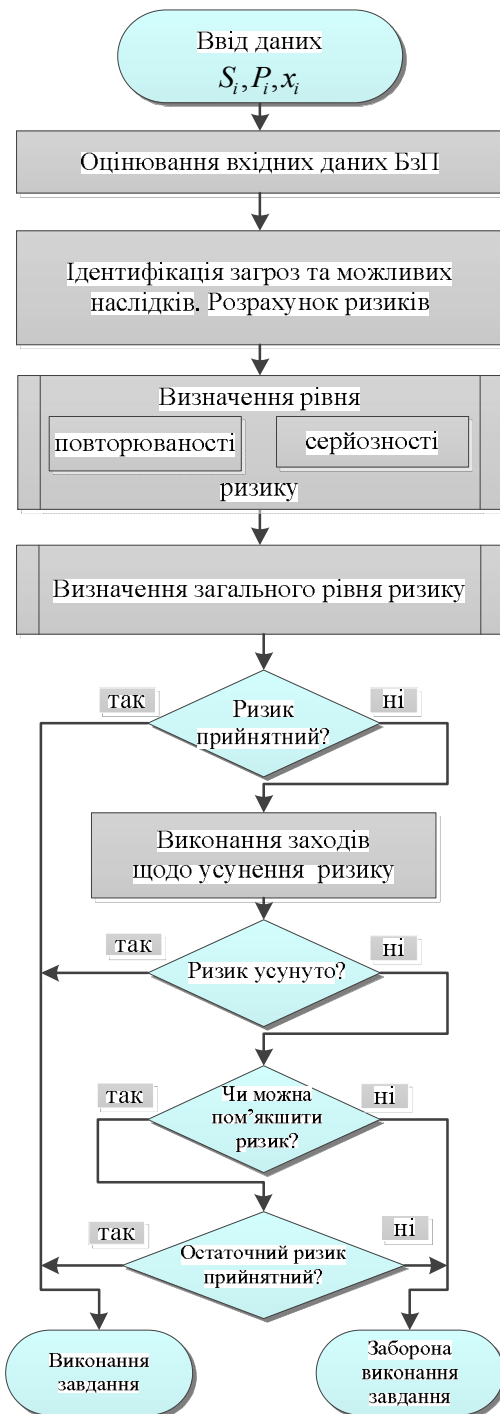 Ввід даних
S_i, P_i, x_i
Оцінювання вхідних даних БзП
Ідентифікація загроз та можливих
наслідків. Розрахунок ризиків
Визначення рівня
повторюваності
серйозності
ризику
Визначення загального рівня ризику
так
ні
Ризик
прийнятний?
Виконання заходів
щодо усунення ризику
так
ні
Ризик усунуто?
так
ні
Чи можна
пом’якшити
ризик?
так
ні
Остаточний ризик
прийнятний?
Виконання
завдання
Заборона
виконання
завдання